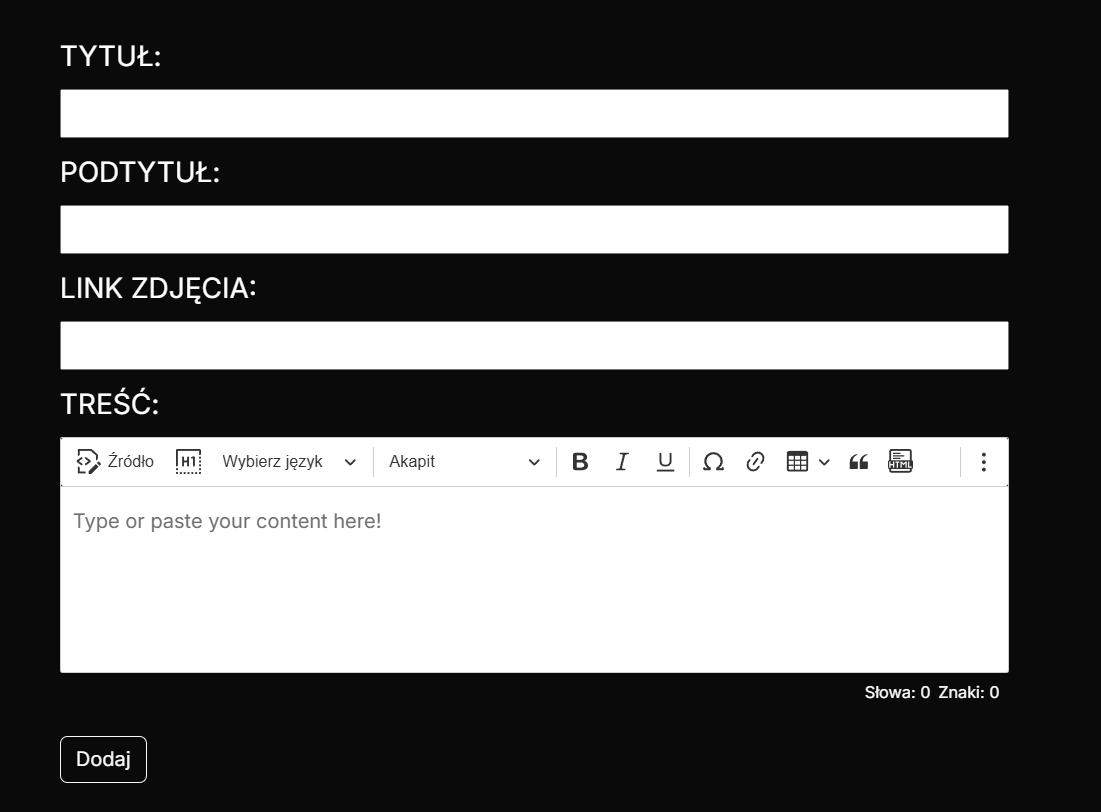 TYTUŁ:
PODTYTUŁ:
LINK ZDJĘCIA:
TREŚĆ:
Źródło H1 Wybierz język Akapit B I U Ω HTML
Type or paste your content here!
Słowa: 0 Znaki: 0
Dodaj